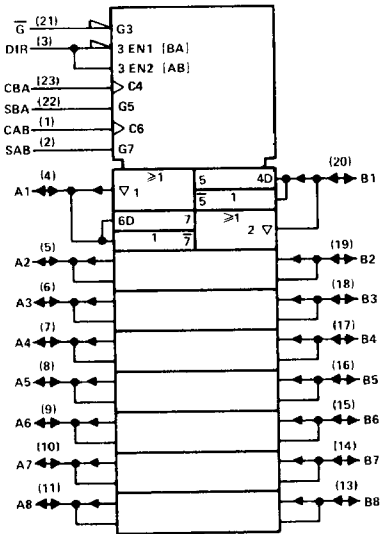 G̅ (21) G3
DIR (3) 3 EN1 [BA]
3 EN2 [AB]
CBA (23) C4
SBA (22) G5
CAB (1) C6
SAB (2) G7
(4) ≥1 5 4D (20)
A1 ▽ 1 5̅ 1 B1
6D 7 ≥1
1 7̅ 2 ▽
(5) (19)
A2 B2
(6) (18)
A3 B3
(7) (17)
A4 B4
(8) (16)
A5 B5
(9) (15)
A6 B6
(10) (14)
A7 B7
(11) (13)
A8 B8